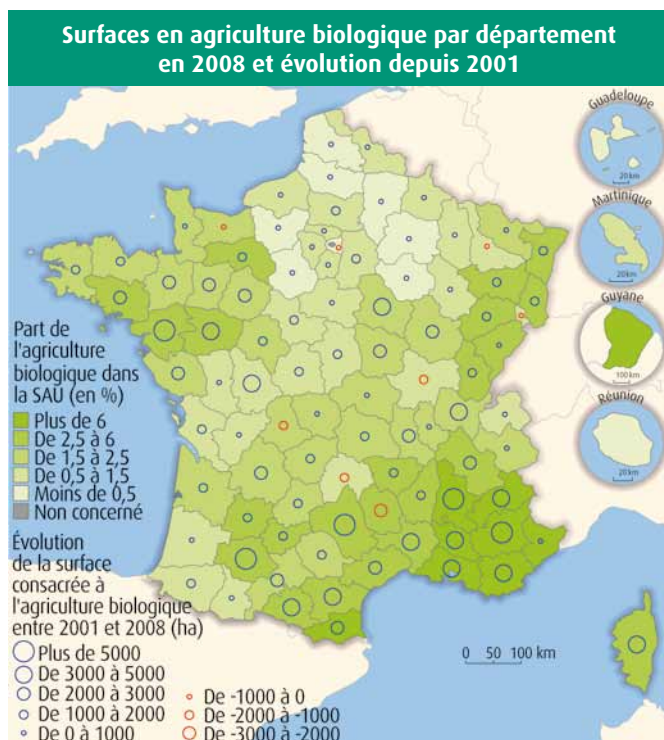 Surfaces en agriculture biologique par département
en 2008 et évolution depuis 2001
Guadeloupe
20 km
Martinique
20km
Guyane
100 km
Réunion
20 km
Part de
l'agriculture
biologique dans
la SAU (en %)
Plus de 6
De 2,5 à 6
De 1,5 à 2,5
De 0,5 à 1,5
Moins de 0,5
Non concerné
Évolution
de la surface
consacrée à
l'agriculture biologique
entre 2001 et 2008 (ha)
Plus de 5000
De 3000 à 5000
De 2000 à 3000
De 1000 à 2000
De 0 à 1000
De -1000 à 0
De -2000 à -1000
De -3000 à -2000
0 50 100 km